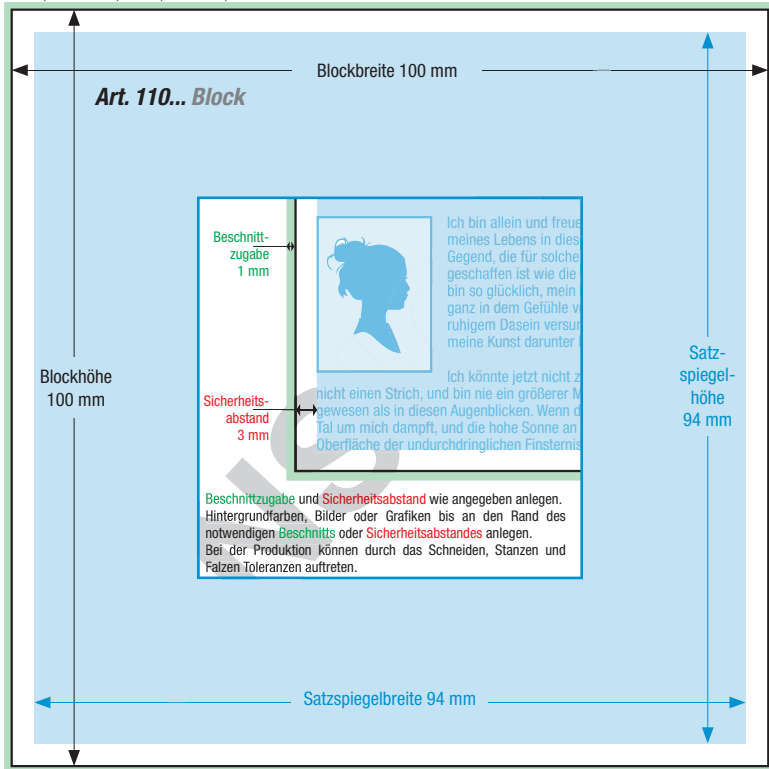 Blockbreite 100 mm
Art. 110... Block
Beschnitt-
zugabe
1 mm
Ich bin allein und freue
meines Lebens in dies
Gegend, die für solche
geschaffen ist wie die
bin so glücklich, mein
ganz in dem Gefühle v
ruhigem Dasein versun
meine Kunst darunter
Blockhöhe
100 mm
Satz-
spiegel-
höhe
94 mm
Sicherheits-
abstand
3 mm
Ich könnte jetzt nicht z
nicht einen Strich, und bin nie ein größerer M
gewesen als in diesen Augenblicken. Wenn d
Tal um mich dampft, und die hohe Sonne an
Oberfläche der undurchdringlichen Finsternis
Beschnittzugabe und Sicherheitsabstand wie angegeben anlegen.
Hintergrundfarben, Bilder oder Grafiken bis an den Rand des
notwendigen Beschnitts oder Sicherheitsabstandes anlegen.
Bei der Produktion können durch das Schneiden, Stanzen und
Falzen Toleranzen auftreten.
Satzspiegelbreite 94 mm